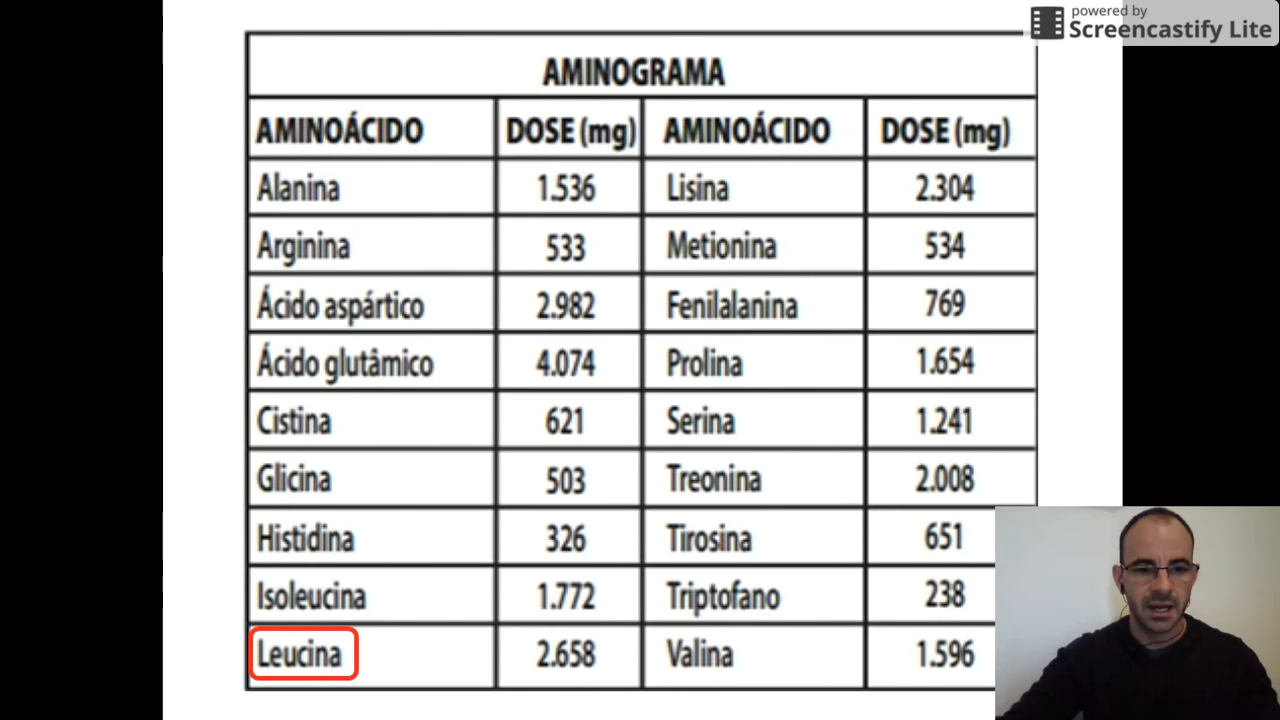 powered by
Screencastify Lite
AMINOGRAMA
AMINOÁCIDO DOSE (mg) AMINOÁCIDO DOSE (mg)
Alanina 1.536 Lisina 2.304
Arginina 533 Metionina 534
Ácido aspártico 2.982 Fenilalanina 769
Ácido glutâmico 4.074 Prolina 1.654
Cistina 621 Serina 1.241
Glicina 503 Treonina 2.008
Histidina 326 Tirosina 651
Isoleucina 1.772 Triptofano 238
Leucina 2.658 Valina 1.596